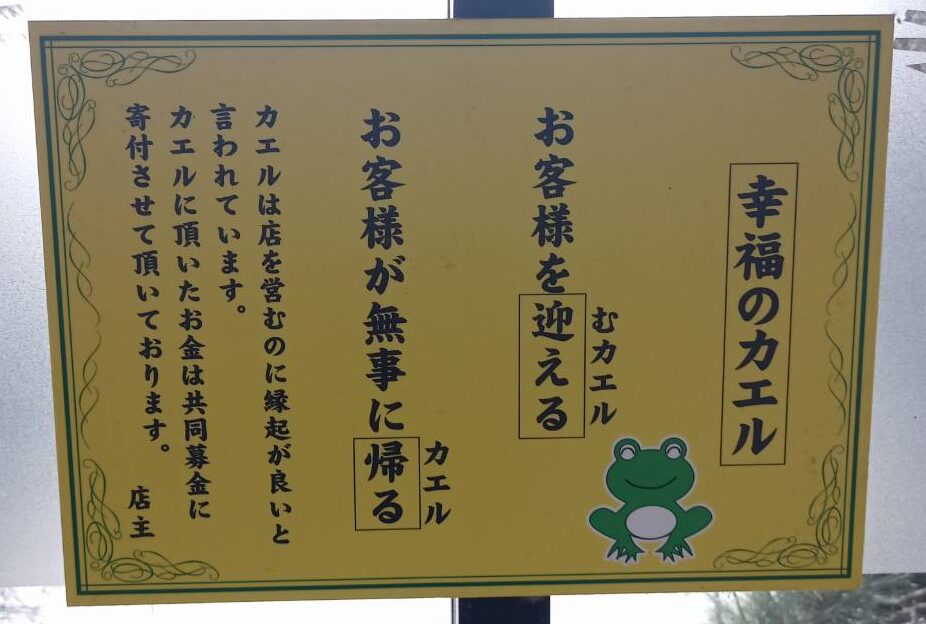 幸福のカエル
お客様を迎える
むカエル
お客様が無事に帰る
カエル
カエルは店を営むのに縁起が良いと
言われています。
カエルに頂いたお金は共同募金に
寄付させて頂いております。
店主